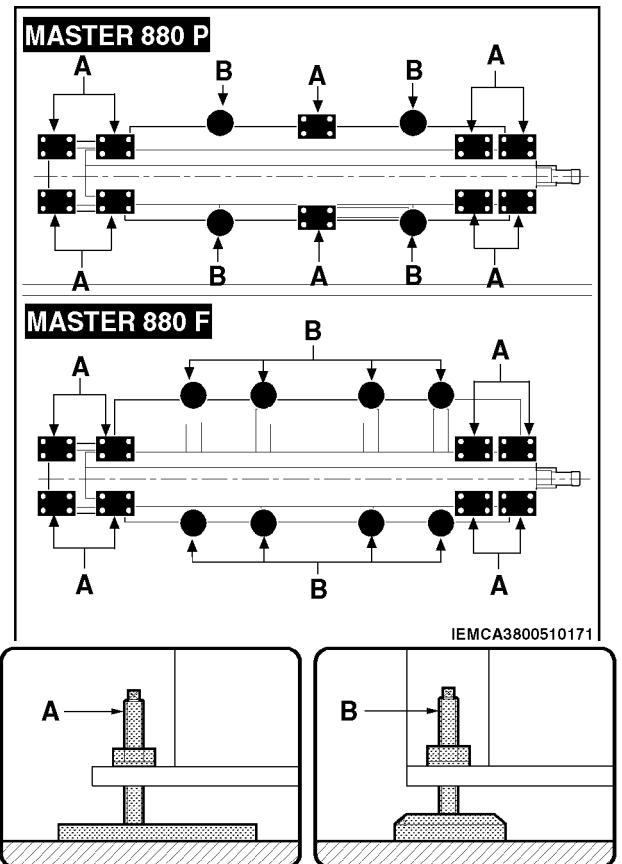 MASTER 880 P
A B A B A
A B A B A
MASTER 880 F
B
A A
A B A
IEMCA3800510171
A B